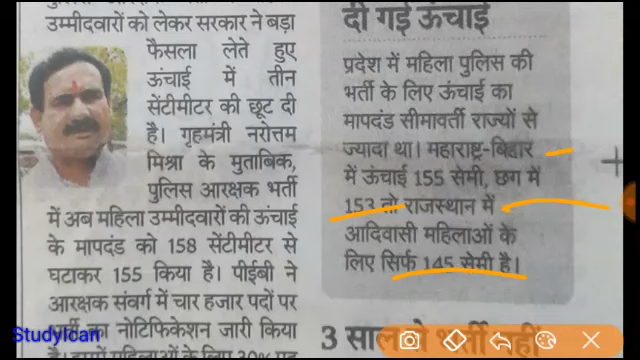 उम्मीदवारों को लेकर सरकार ने बड़ा
फैसला लेते हुए
ऊंचाई में तीन
सेंटीमीटर की छूट दी
है। गृहमंत्री नरोत्तम
मिश्रा के मुताबिक,
पुलिस आरक्षक भर्ती
में अब महिला उम्मीदवारों की ऊंचाई
के मापदंड को 158 सेंटीमीटर से
घटाकर 155 किया है। पीईबी ने
आरक्षक संवर्ग में चार हजार पदों पर
का नोटिफिकेशन जारी किया
दी गई ऊंचाई
प्रदेश में महिला पुलिस की
भर्ती के लिए ऊंचाई का
मापदंड सीमावर्ती राज्यों से
ज्यादा था। महाराष्ट्र-बिहार
में ऊंचाई 155 सेमी, छग में
153 तो राजस्थान में
आदिवासी महिलाओं के
लिए सिर्फ 145 सेमी है।
3
StudyIcan